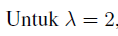 Untuk λ = 2,